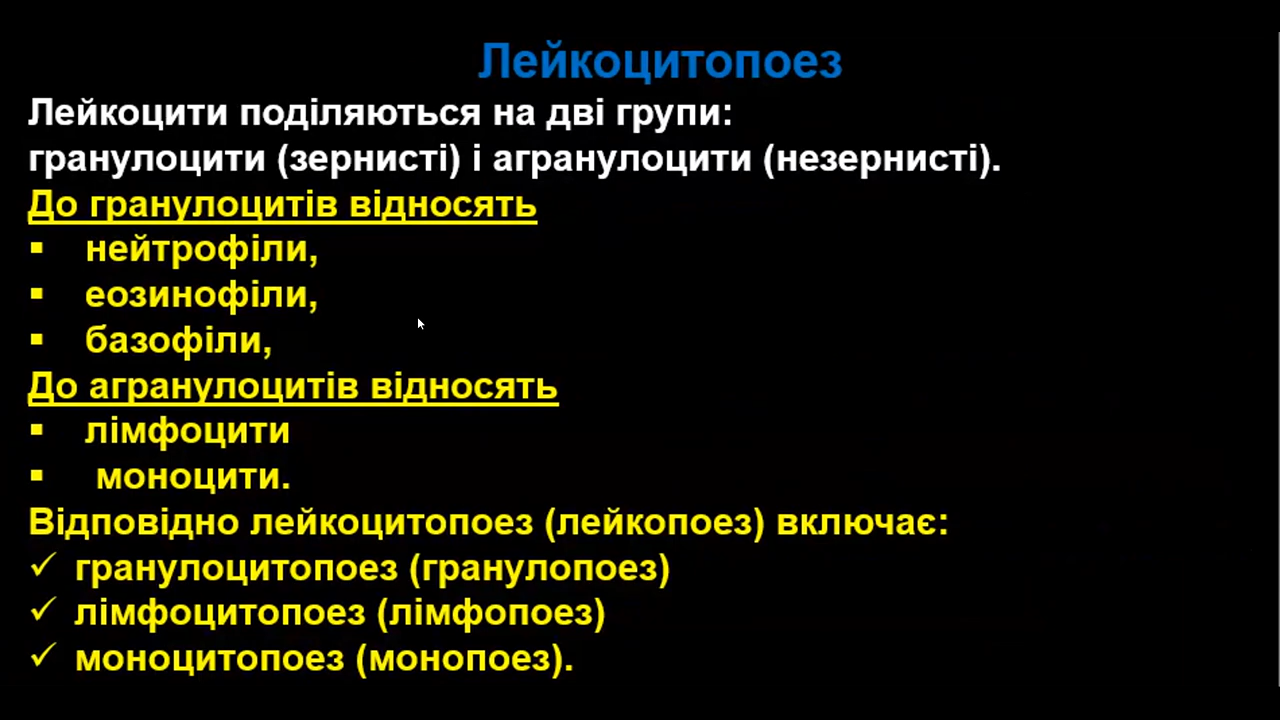 Лейкоцитопоез
Лейкоцити поділяються на дві групи:
гранулоцити (зернисті) і агранулоцити (незернисті).
До гранулоцитів відносять
▪ нейтрофіли,
▪ еозинофіли,
▪ базофіли,
До агранулоцитів відносять
▪ лімфоцити
▪ моноцити.
Відповідно лейкоцитопоез (лейкопоез) включає:
✓ гранулоцитопоез (гранулопоез)
✓ лімфоцитопоез (лімфопоез)
✓ моноцитопоез (монопоез).